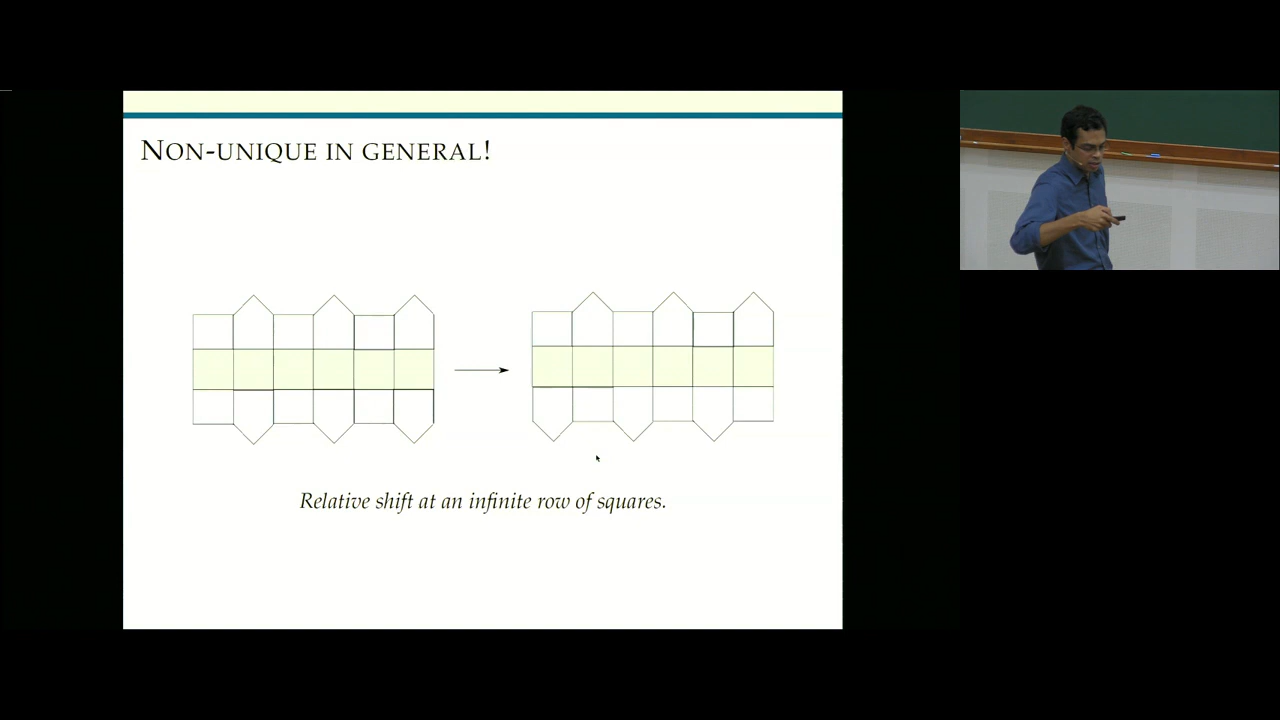 NON-UNIQUE IN GENERAL!
Relative shift at an infinite row of squares.